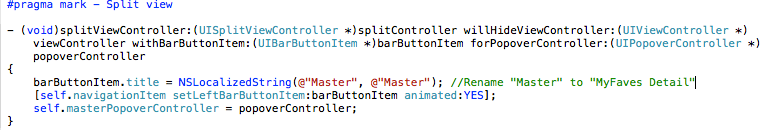 #pragma mark - Split view
- (void)splitViewController:(UISplitViewController *)splitController willHideViewController:(UIViewController *)
viewController withBarButtonItem:(UIBarButtonItem *)barButtonItem forPopoverController:(UIPopoverController *)
popoverController
{
barButtonItem.title = NSLocalizedString(@"Master", @"Master"); //Rename "Master" to "MyFaves Detail"
[self.navigationItem setLeftBarButtonItem:barButtonItem animated:YES];
self.masterPopoverController = popoverController;
}